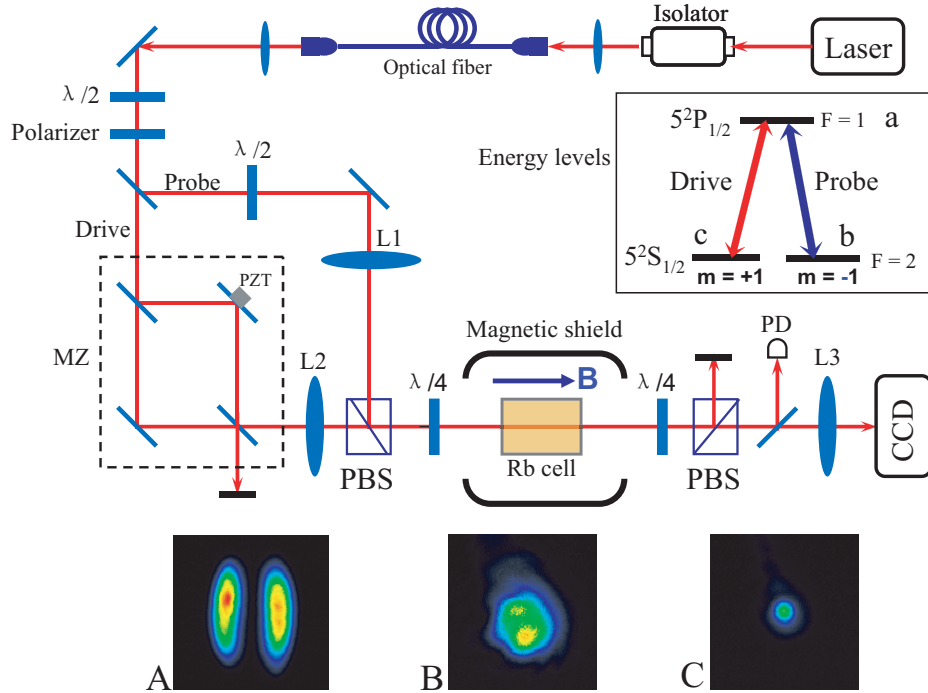 Isolator
Laser
Optical fiber
λ/2
Polarizer
λ/2
Probe
Drive
L1
Energy levels
5²P₁/₂
F = 1
a
Drive
Probe
c
b
5²S₁/₂
F = 2
m = +1
m = -1
PZT
MZ
L2
Magnetic shield
PD
L3
λ/4
B
λ/4
CCD
PBS
Rb cell
PBS
A
B
C